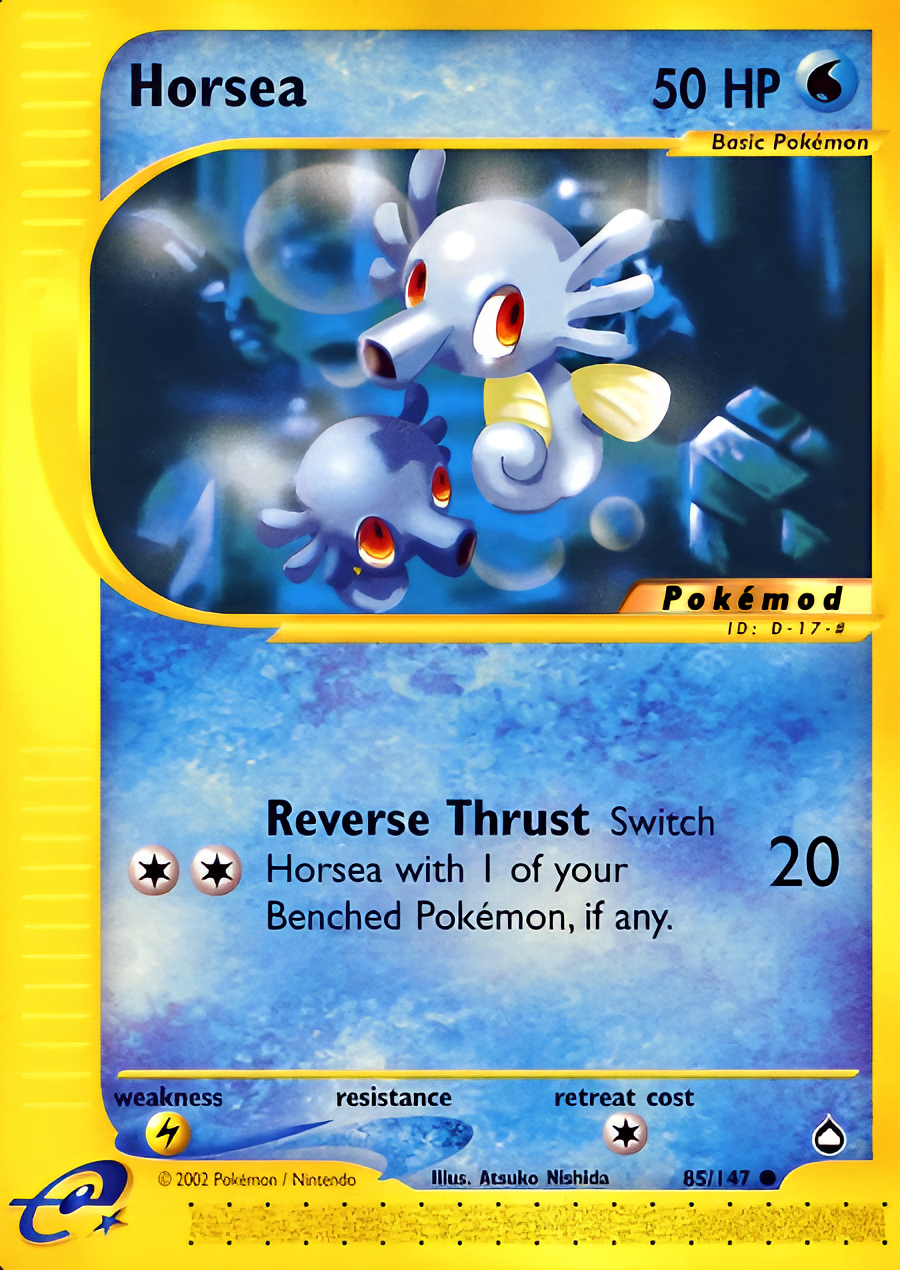 Horsea
50 HP
Basic Pokémon
Pokémod
ID: D-17-#
Reverse Thrust Switch
Horsea with 1 of your
Benched Pokémon, if any.
20
weakness
resistance
retreat cost
© 2002 Pokémon / Nintendo
Illus. Atsuko Nishida
85/147
e